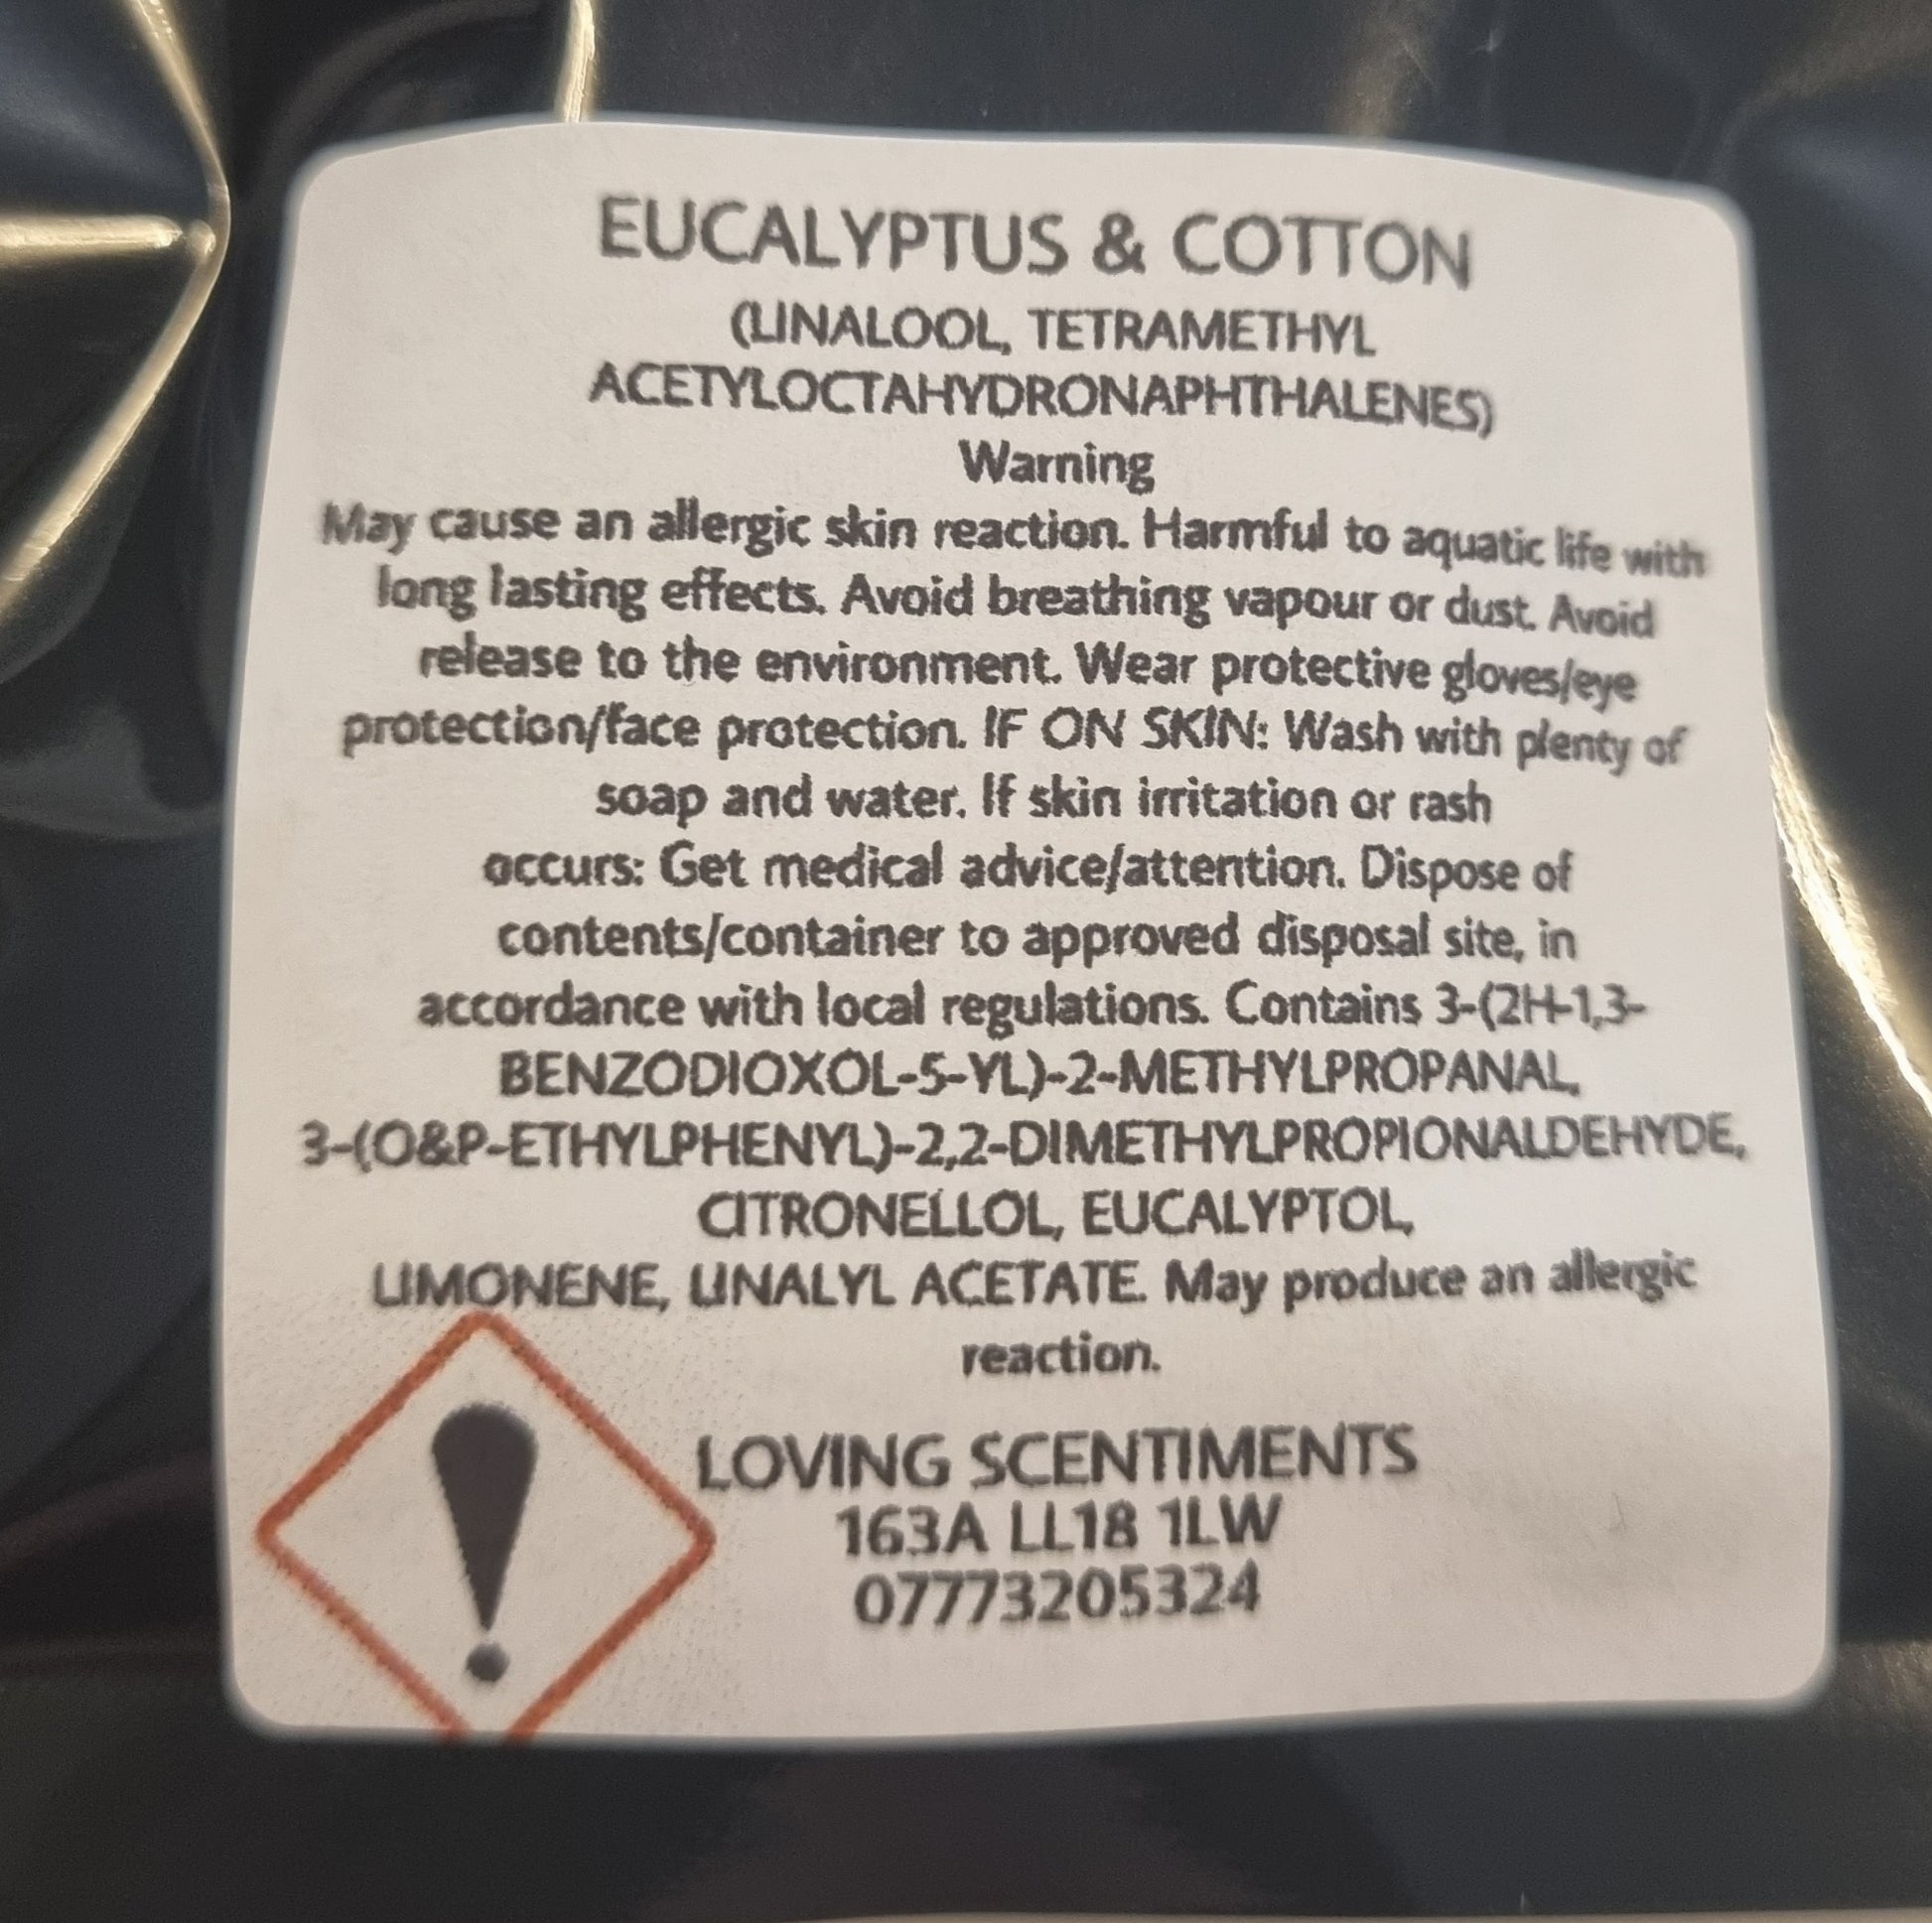 EUCALYPTUS & COTTON
(LINALOOL, TETRAMETHYL
ACETYLOCTAHYDRONAPHTHALENES)
Warning
May cause an allergic skin reaction. Harmful to aquatic life with
long lasting effects. Avoid breathing vapour or dust. Avoid
release to the environment. Wear protective gloves/eye
protection/face protection. IF ON SKIN: Wash with plenty of
soap and water. If skin irritation or rash
occurs: Get medical advice/attention. Dispose of
contents/container to approved disposal site, in
accordance with local regulations. Contains 3-(2H-1,3-
BENZODIOXOL-5-YL)-2-METHYLPROPANAL,
3-(O&P-ETHYLPHENYL)-2,2-DIMETHYLPROPIONALDEHYDE,
CITRONELLOL, EUCALYPTOL,
LIMONENE, LINALYL ACETATE. May produce an allergic
reaction.
LOVING SCENTIMENTS
163A LL18 1LW
07773205324